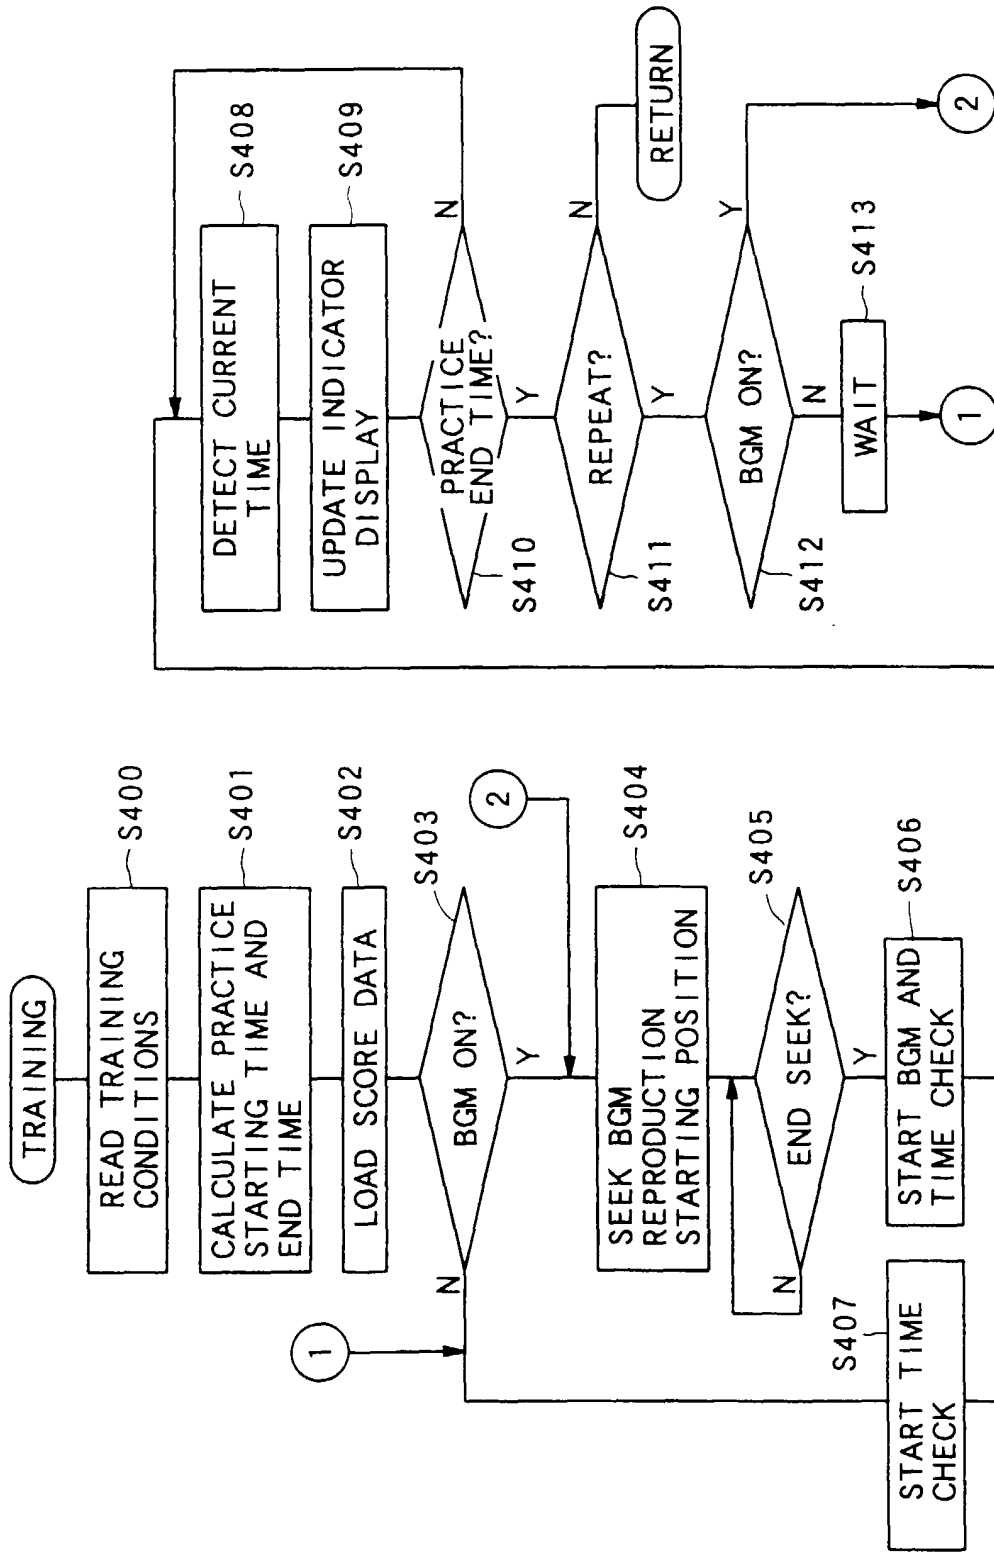 TRAINING
READ TRAINING
CONDITIONS
S400
CALCULATE PRACTICE
STARTING TIME AND
END TIME
S401
LOAD SCORE DATA
S402
BGM ON?
S403
N
Y
1
2
SEEK BGM
REPRODUCTION
STARTING POSITION
S404
END SEEK?
S405
N
Y
START BGM AND
TIME CHECK
S406
START TIME
CHECK
S407
DETECT CURRENT
TIME
S408
UPDATE INDICATOR
DISPLAY
S409
PRACTICE
END TIME?
S410
N
Y
REPEAT?
S411
N
RETURN
Y
BGM ON?
S412
Y
N
WAIT
S413
1
2